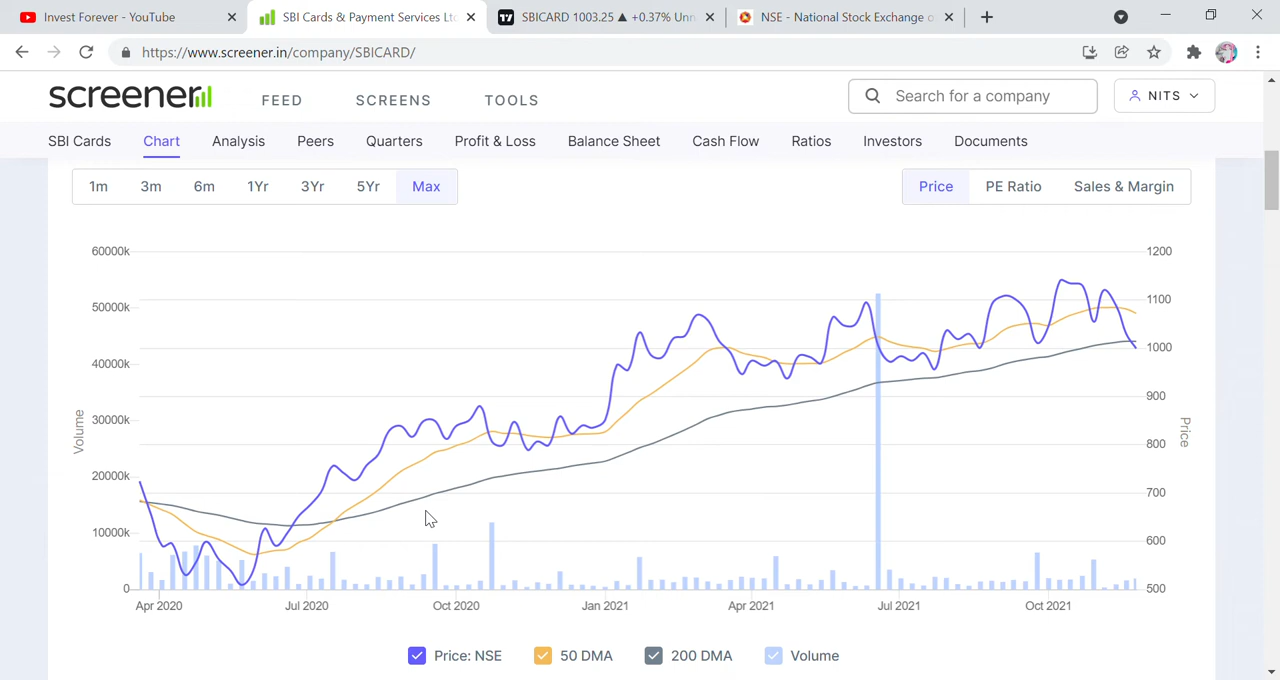 Invest Forever - YouTube
SBI Cards & Payment Services Ltd
SBICARD 1003.25 ▲ +0.37% Unn
NSE - National Stock Exchange o
https://www.screener.in/company/SBICARD/
screener
FEED
SCREENS
TOOLS
Search for a company
NITS
SBI Cards
Chart
Analysis
Peers
Quarters
Profit & Loss
Balance Sheet
Cash Flow
Ratios
Investors
Documents
1m 3m 6m 1Yr 3Yr 5Yr Max
Price PE Ratio Sales & Margin
60000k 1200
50000k 1100
40000k 1000
30000k 900
20000k 800
10000k 700
0 600
500
Volume
Price
Apr 2020 Jul 2020 Oct 2020 Jan 2021 Apr 2021 Jul 2021 Oct 2021
Price: NSE 50 DMA 200 DMA Volume